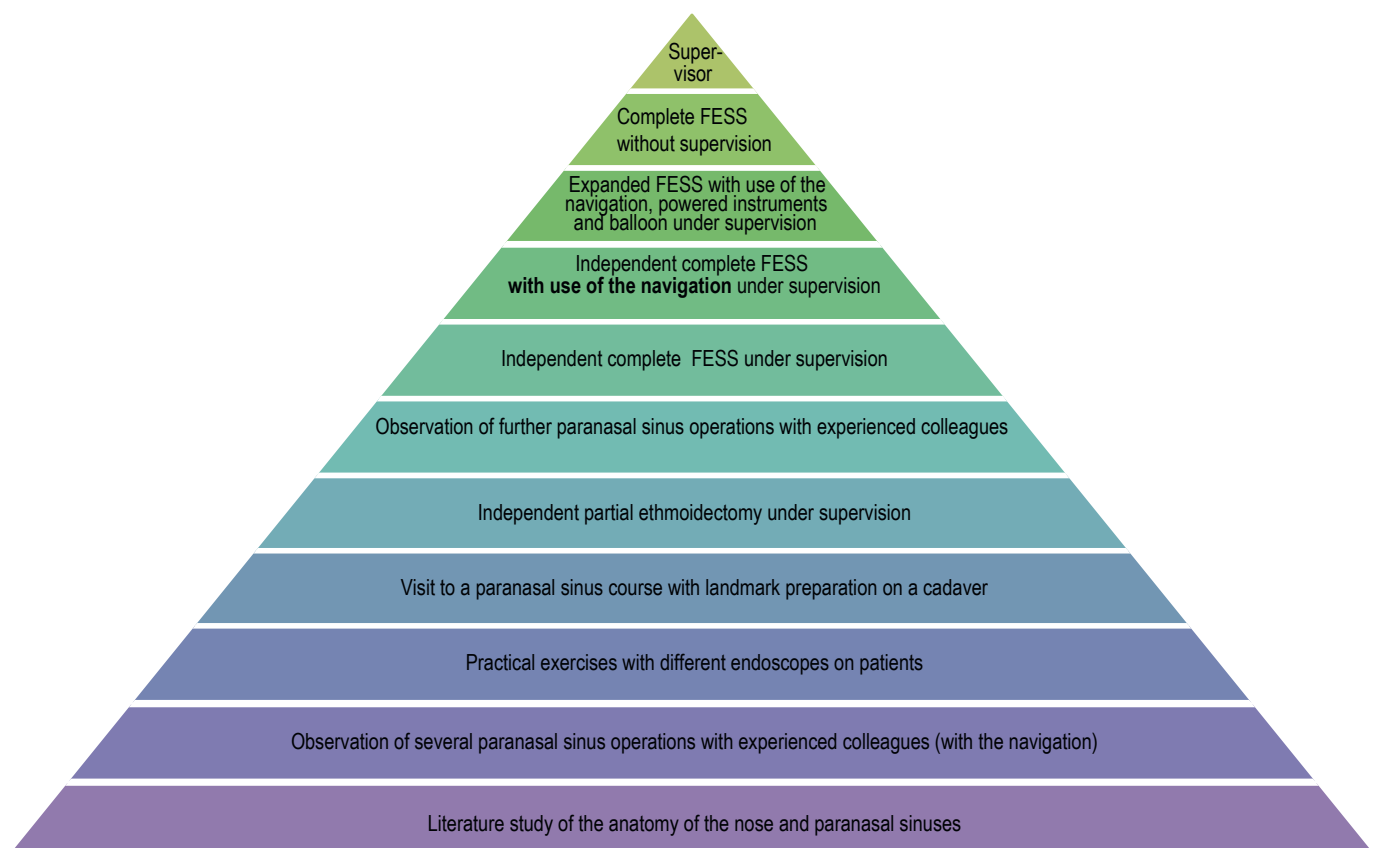 Super-
visor
Complete FESS
without supervision
Expanded FESS with use of the
navigation, powered instruments
and balloon under supervision
Independent complete FESS
with use of the navigation under supervision
Independent complete FESS under supervision
Observation of further paranasal sinus operations with experienced colleagues
Independent partial ethmoidectomy under supervision
Visit to a paranasal sinus course with landmark preparation on a cadaver
Practical exercises with different endoscopes on patients
Observation of several paranasal sinus operations with experienced colleagues (with the navigation)
Literature study of the anatomy of the nose and paranasal sinuses